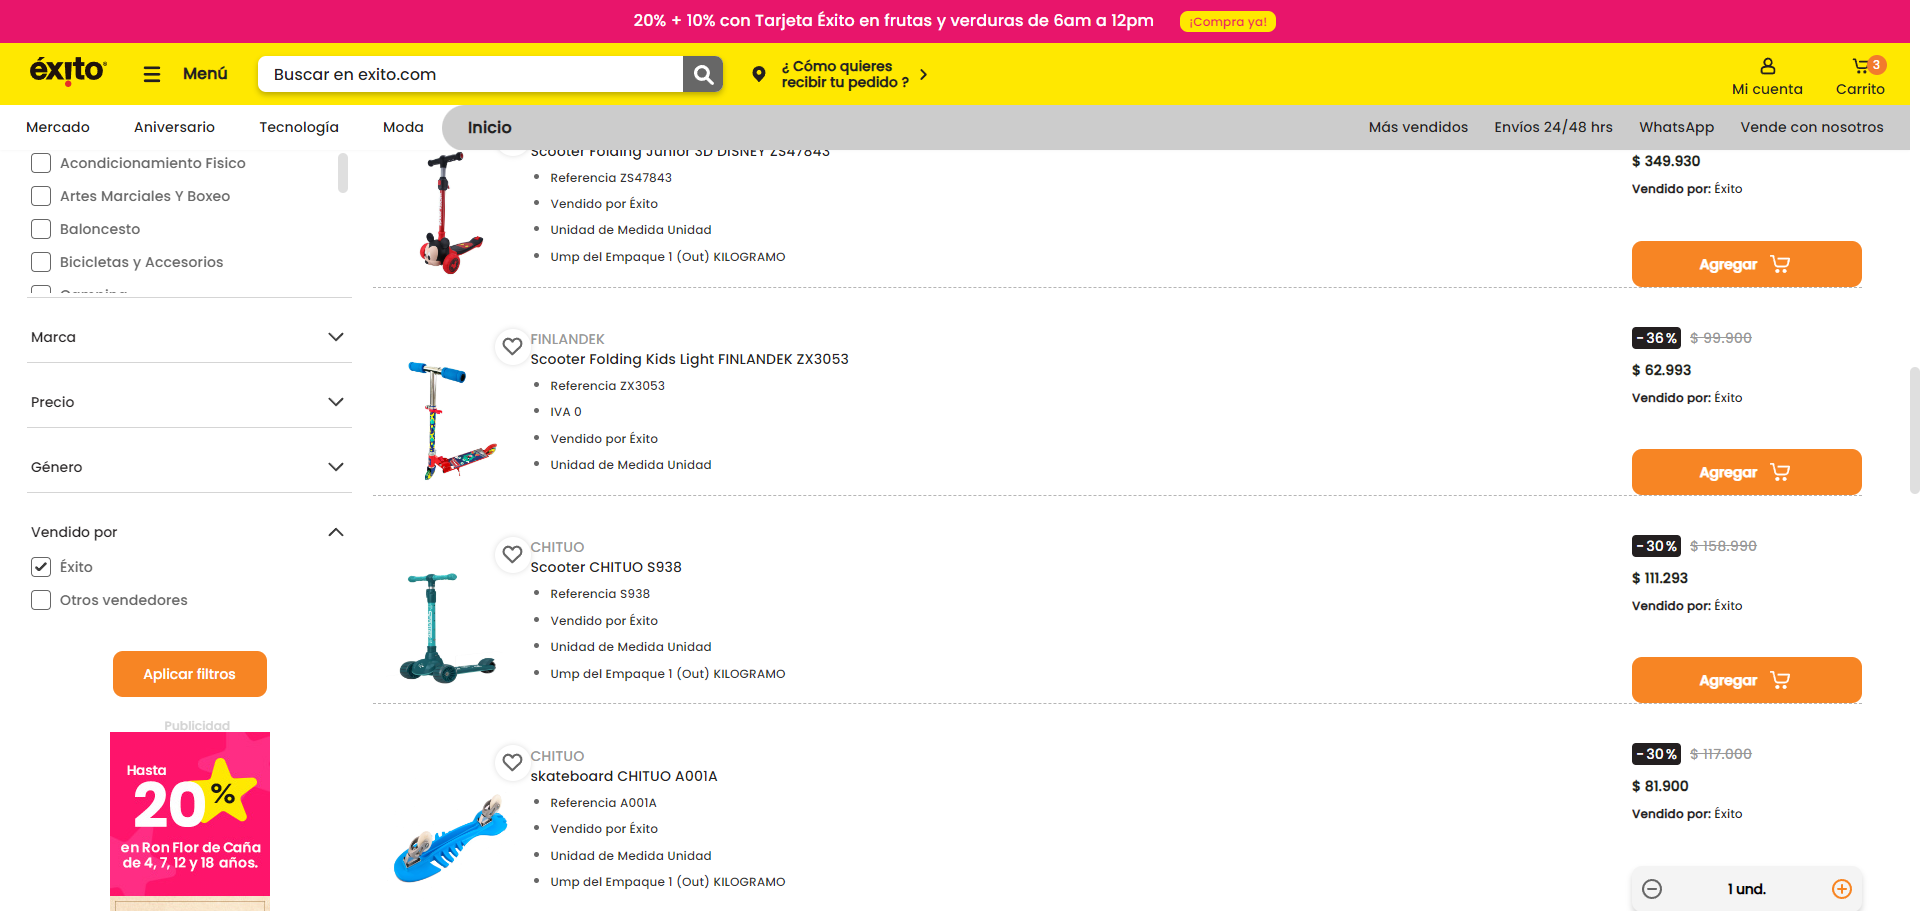 20% + 10% con Tarjeta Éxito en frutas y verduras de 6am a 12pm
¡Compra ya!
éxito
Menú
Buscar en exito.com
¿ Cómo quieres
recibir tu pedido ?
Mi cuenta
3
Carrito
Mercado
Aniversario
Tecnología
Moda
Inicio
Más vendidos
Envíos 24/48 hrs
WhatsApp
Vende con nosotros
Acondicionamiento Fisico
Artes Marciales Y Boxeo
Baloncesto
Bicicletas y Accesorios
Camping
Marca
Precio
Género
Vendido por
Éxito
Otros vendedores
Aplicar filtros
Publicidad
Hasta
20%
en Ron Flor de Caña
de 4, 7, 12 y 18 años.
Scooter Folding Junior 3D DISNEY ZS47843
Referencia ZS47843
Vendido por Éxito
Unidad de Medida Unidad
Ump del Empaque 1 (Out) KILOGRAMO
$ 349.930
Vendido por: Éxito
Agregar
FINLANDEK
Scooter Folding Kids Light FINLANDEK ZX3053
Referencia ZX3053
IVA 0
Vendido por Éxito
Unidad de Medida Unidad
-36% $ 99.900
$ 62.993
Vendido por: Éxito
Agregar
CHITUO
Scooter CHITUO S938
Referencia S938
Vendido por Éxito
Unidad de Medida Unidad
Ump del Empaque 1 (Out) KILOGRAMO
-30% $ 158.990
$ 111.293
Vendido por: Éxito
Agregar
CHITUO
skateboard CHITUO A001A
Referencia A001A
Vendido por Éxito
Unidad de Medida Unidad
Ump del Empaque 1 (Out) KILOGRAMO
-30% $ 117.000
$ 81.900
Vendido por: Éxito
1 und.